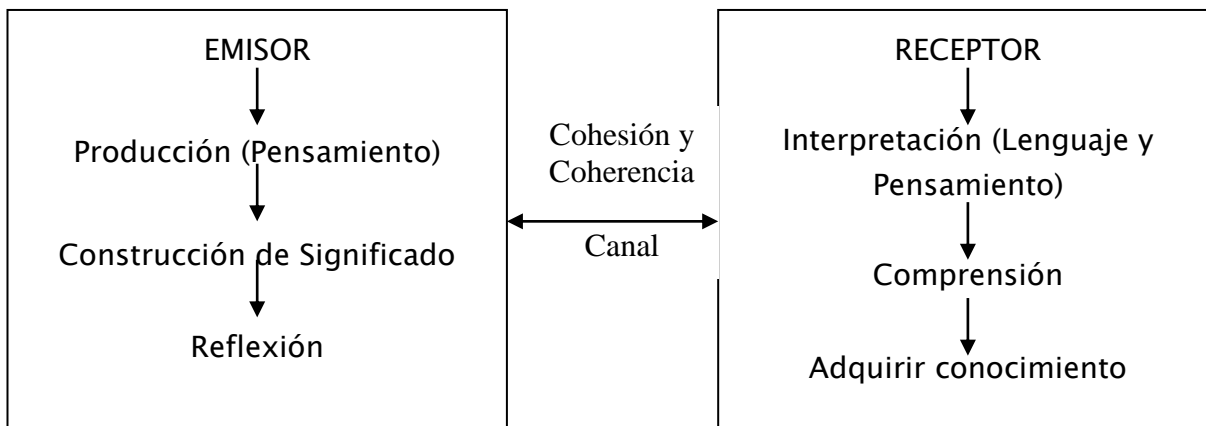 EMISOR
Producción (Pensamiento)
Construcción de Significado
Reflexión
Cohesión y
Coherencia
Canal
RECEPTOR
Interpretación (Lenguaje y
Pensamiento)
Comprensión
Adquirir conocimiento